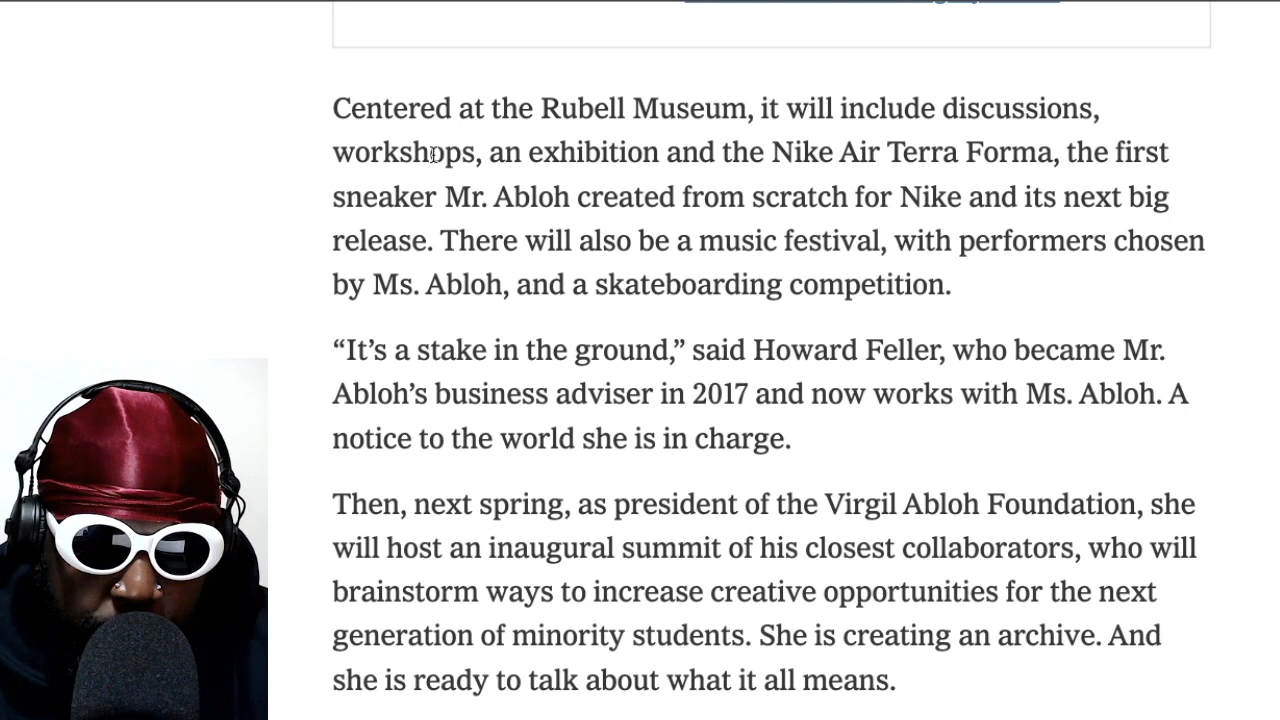 Centered at the Rubell Museum, it will include discussions,
workshops, an exhibition and the Nike Air Terra Forma, the first
sneaker Mr. Abloh created from scratch for Nike and its next big
release. There will also be a music festival, with performers chosen
by Ms. Abloh, and a skateboarding competition.
“It’s a stake in the ground,” said Howard Feller, who became Mr.
Abloh’s business adviser in 2017 and now works with Ms. Abloh. A
notice to the world she is in charge.
Then, next spring, as president of the Virgil Abloh Foundation, she
will host an inaugural summit of his closest collaborators, who will
brainstorm ways to increase creative opportunities for the next
generation of minority students. She is creating an archive. And
she is ready to talk about what it all means.